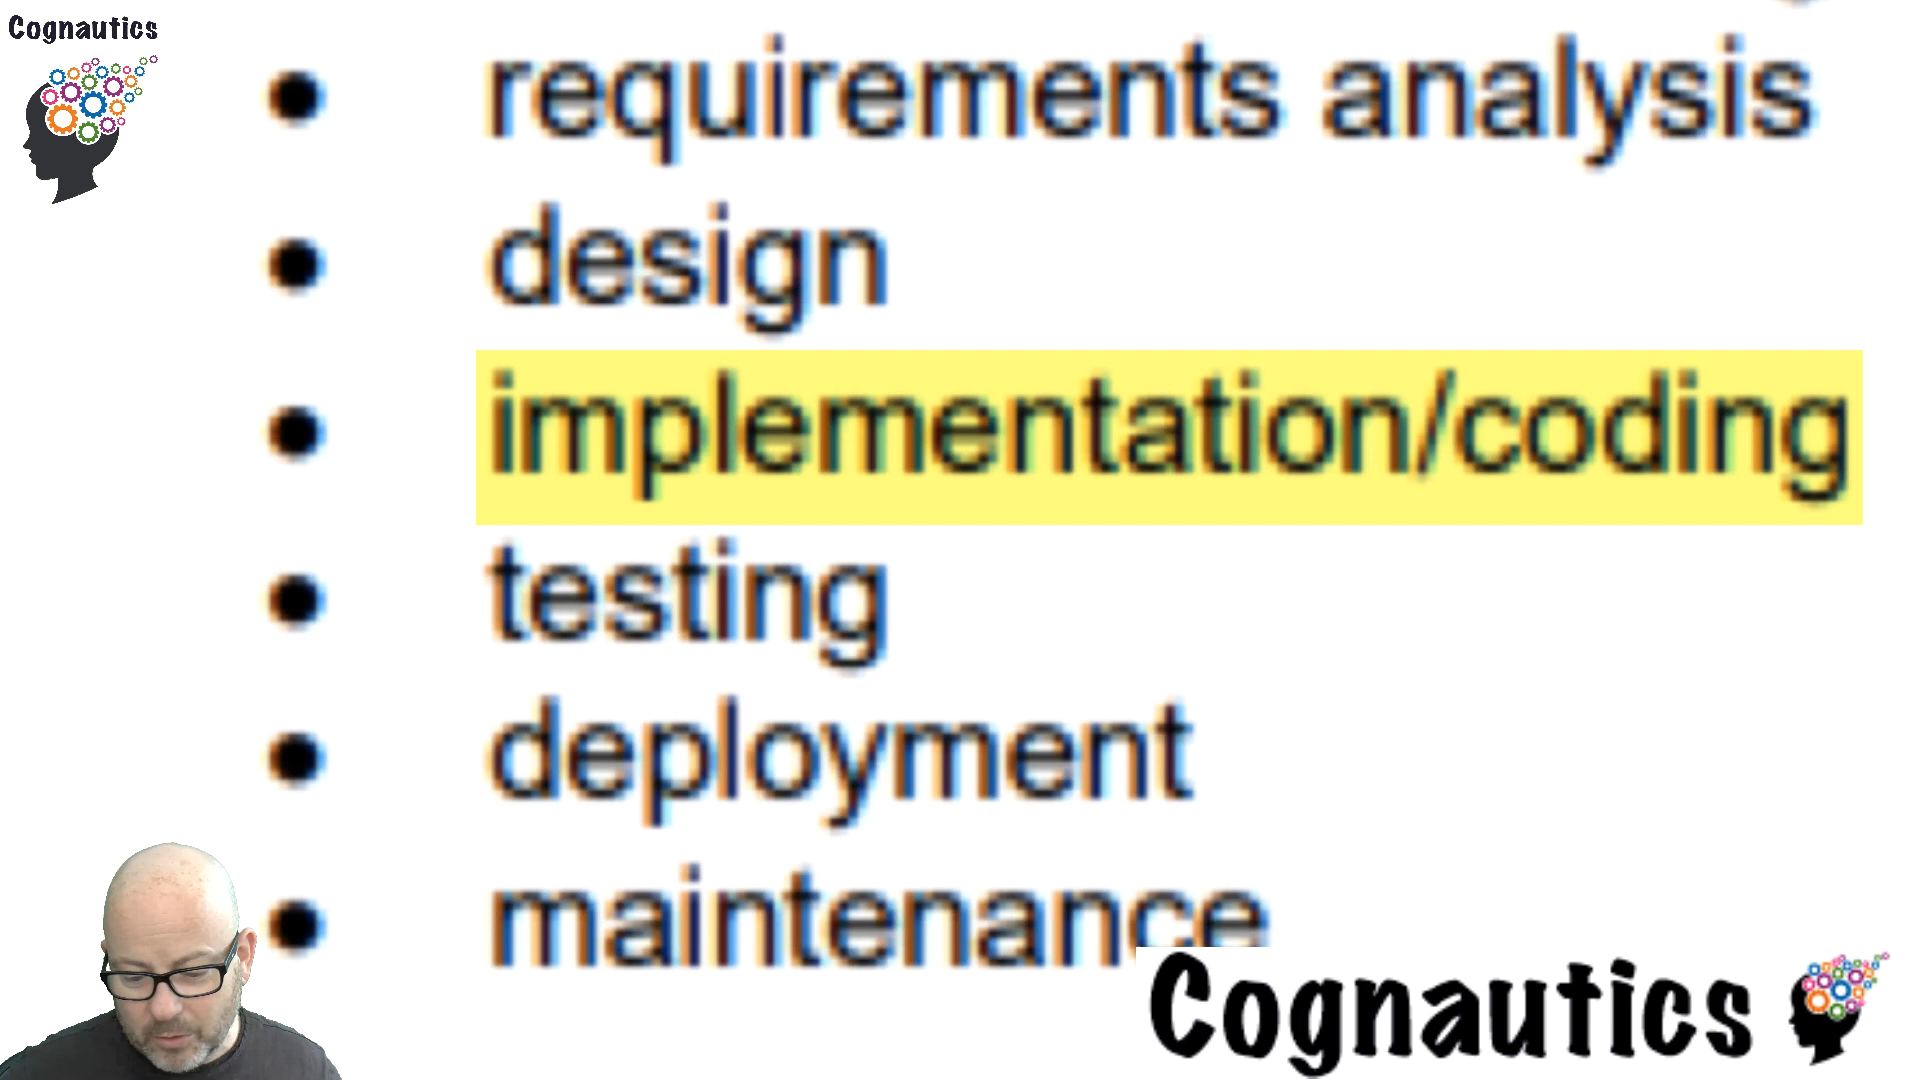 Cognautics
• requirements analysis
• design
• implementation/coding
• testing
• deployment
• maintenance
Cognautics